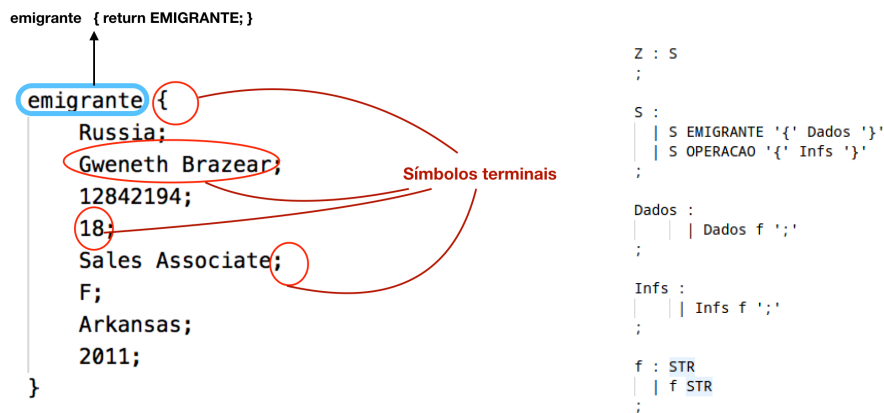 emigrante { return EMIGRANTE; }
emigrante {
Russia;
Gweneth Brazear;
12842194;
18;
Sales Associate;
F;
Arkansas;
2011;
}
Símbolos terminais
Z : S
;
S :
| S EMIGRANTE '{' Dados '}'
| S OPERACAO '{' Infs '}'
;
Dados :
| Dados f ';'
;
Infs :
| Infs f ';'
;
f : STR
| f STR
;